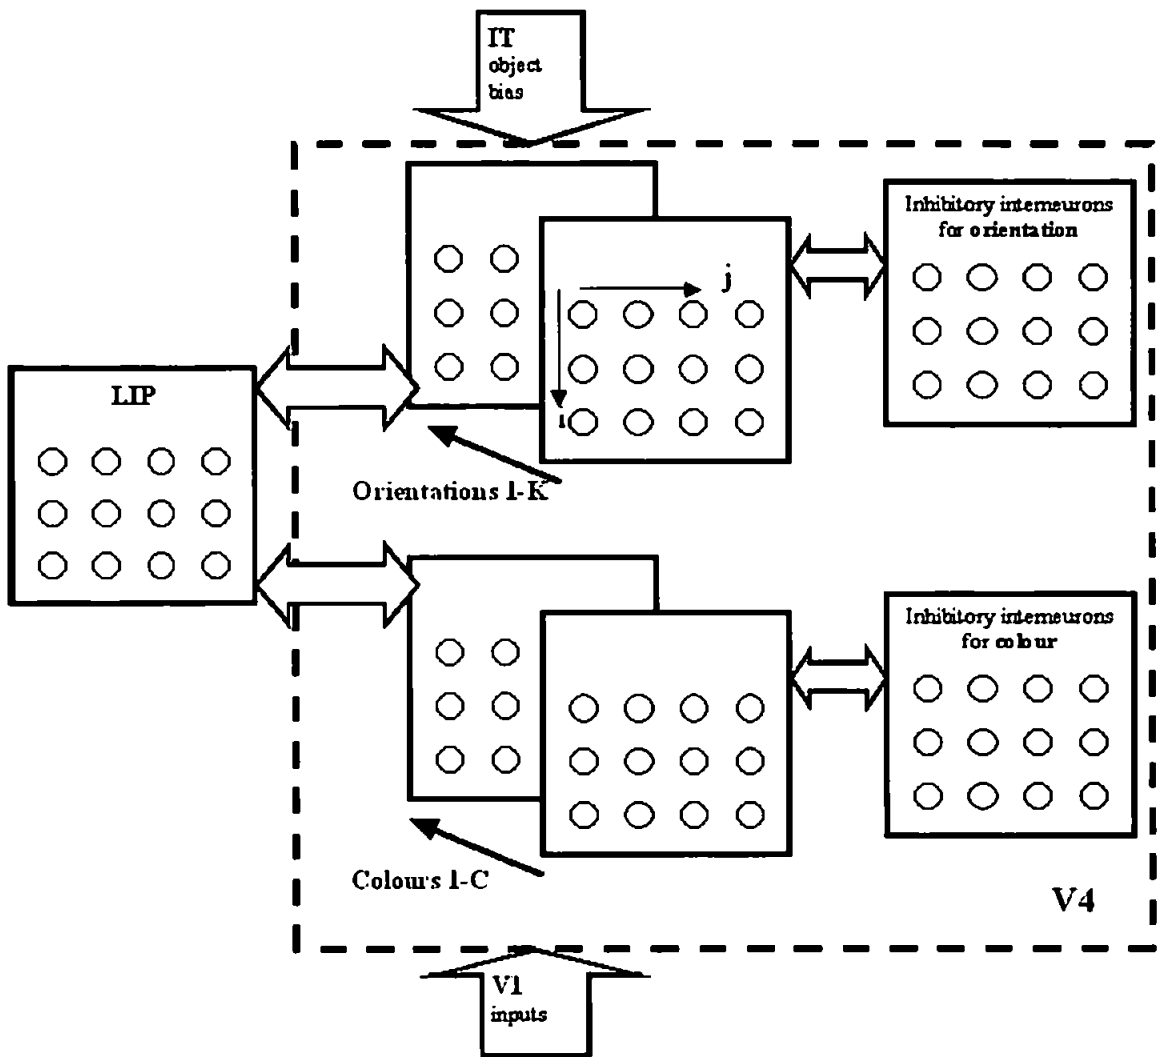 IT
object
bias
Inhibitory interneurons
for orientation
j
i
LIP
Orientations 1-K
Inhibitory interneurons
for colour
Colours 1-C
V4
V1
inputs